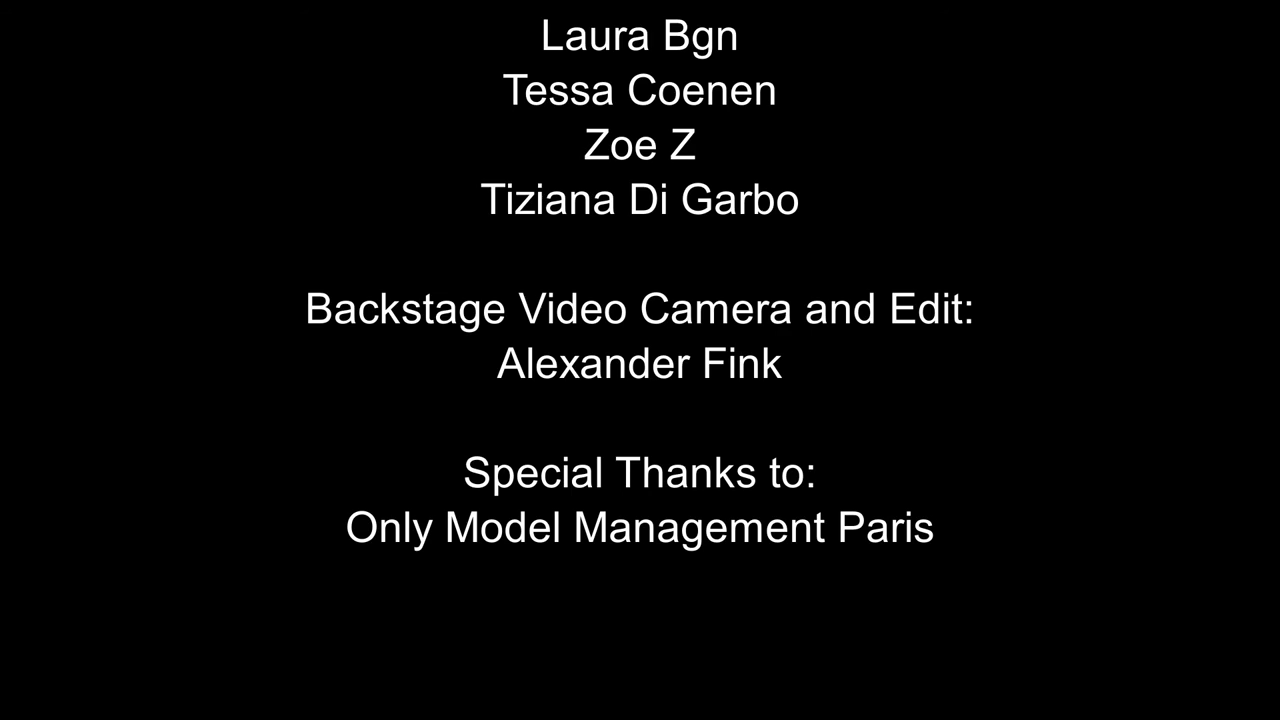 Laura Bgn
Tessa Coenen
Zoe Z
Tiziana Di Garbo
Backstage Video Camera and Edit:
Alexander Fink
Special Thanks to:
Only Model Management Paris